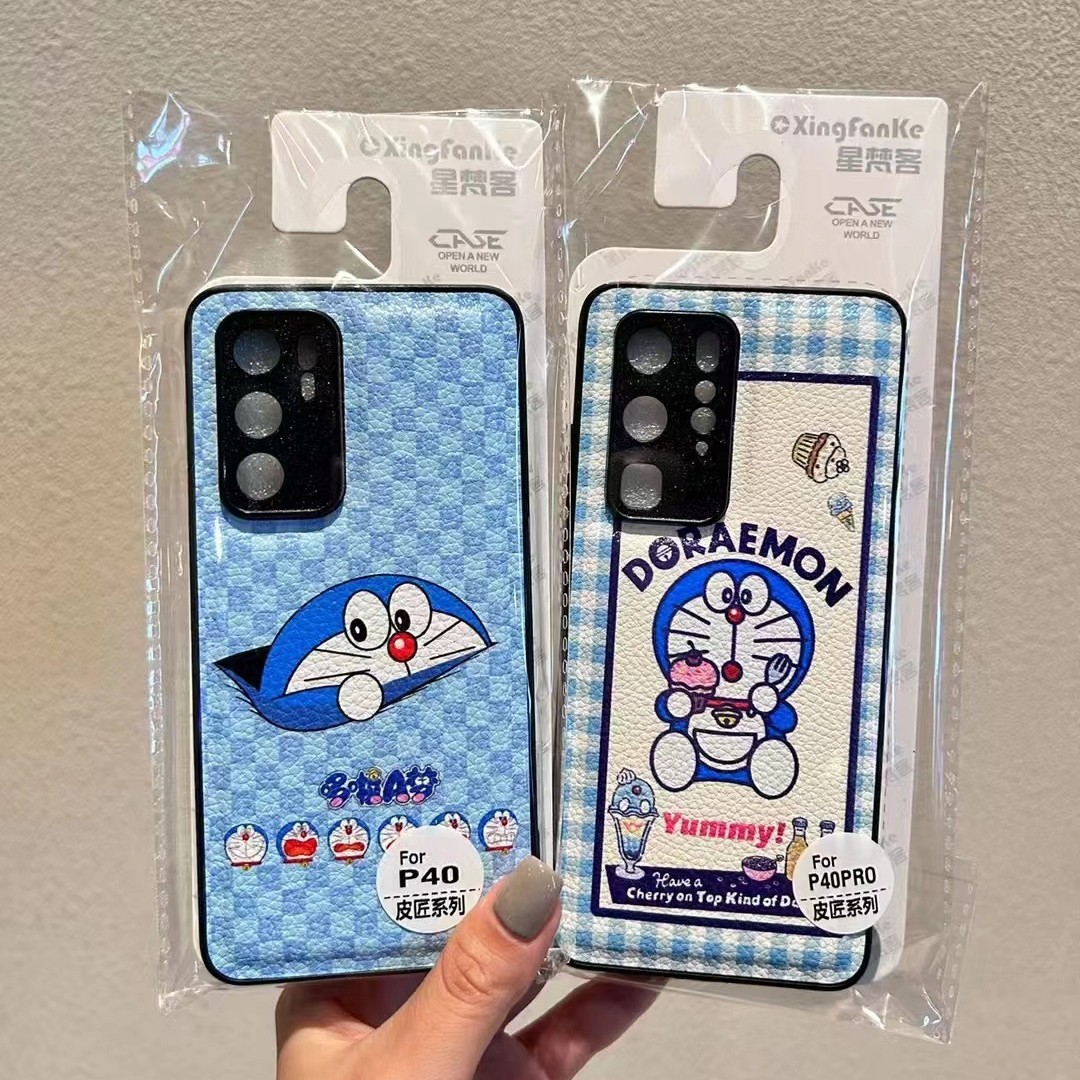 XingFanKe
星梵客
CASE
OPEN A NEW
WORLD
哆啦A梦
For
P40
皮匠系列
XingFanKe
星梵客
CASE
OPEN A NEW
WORLD
DORAEMON
Yummy!
Have a
Cherry on Top Kind of
For
P40PRO
皮匠系列